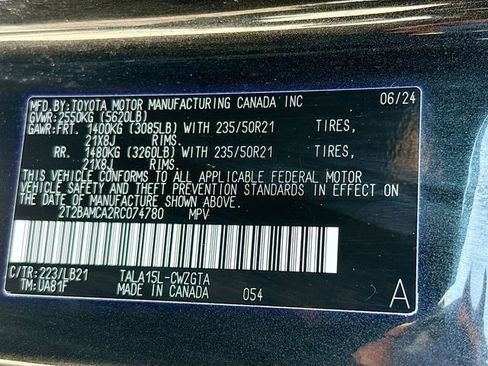 MFD.BY:TOYOTA MOTOR MANUFACTURING CANADA INC 06/24
GVWR:2550KG(5620LB)
GAWR:FRT. 1400KG (3085LB) WITH 235/50R21 TIRES,
21X8J RIMS.
RR. 1480KG (3260LB) WITH 235/50R21 TIRES,
21X8J RIMS.
THIS VEHICLE CONFORMS TO ALL APPLICABLE FEDERAL MOTOR
VEHICLE SAFETY AND THEFT PREVENTION STANDARDS IN EFFECT ON
THE DATE OF MANUFACTURE SHOWN ABOVE.
2T2BAMCA2RC074780 MPV
C/TR:223/LB21 TALA15L-CWZGTA
TM:UA81F MADE IN CANADA 054 A